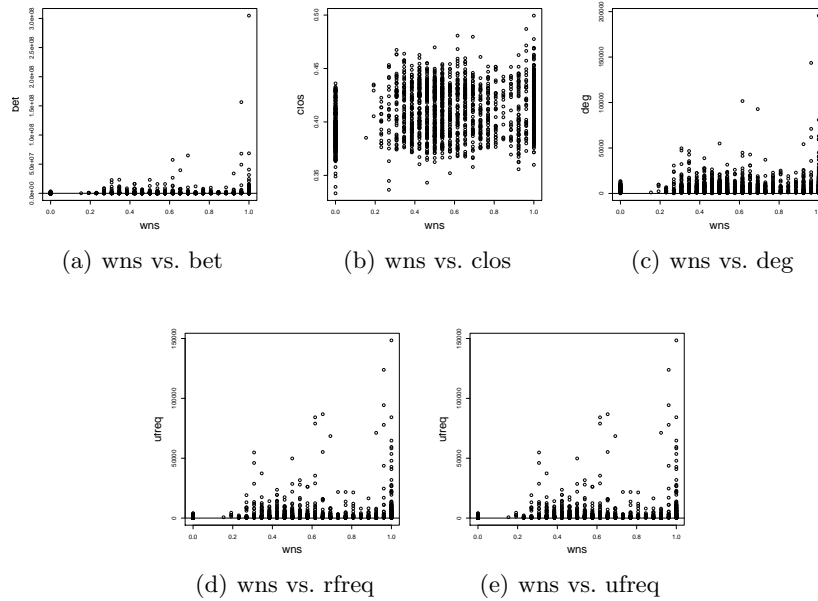 bet
0.0e+00 5.0e+07 1.0e+08 1.5e+08 2.0e+08 2.5e+08 3.0e+08
0.0 0.2 0.4 0.6 0.8 1.0
wns
(a) wns vs. bet
clos
0.35 0.40 0.45 0.50
0.0 0.2 0.4 0.6 0.8 1.0
wns
(b) wns vs. clos
deg
0 50000 100000 150000 200000
0.0 0.2 0.4 0.6 0.8 1.0
wns
(c) wns vs. deg
ufreq
0 50000 100000 150000
0.0 0.2 0.4 0.6 0.8 1.0
wns
(d) wns vs. rfreq
ufreq
0 50000 100000 150000
0.0 0.2 0.4 0.6 0.8 1.0
wns
(e) wns vs. ufreq